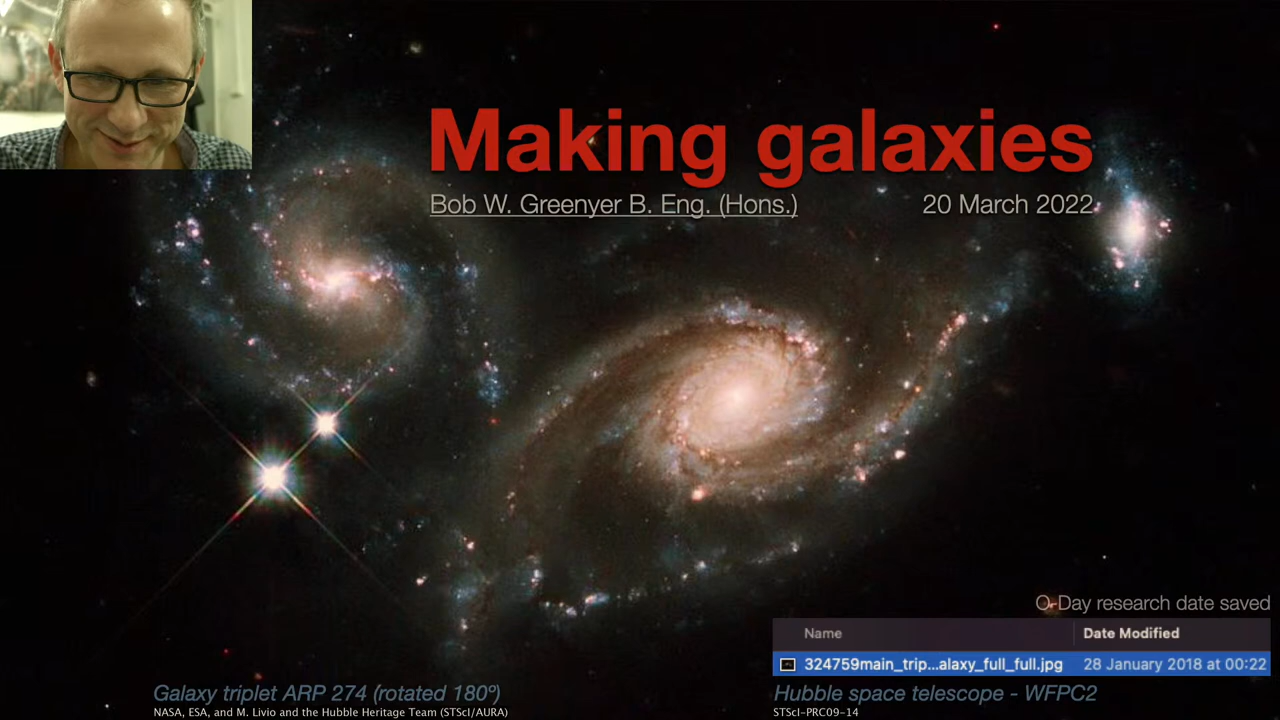 Making galaxies
Bob W. Greenyer B. Eng. (Hons.)
20 March 2022
O-Day research date saved
Name
Date Modified
324759main_trip...alaxy_full_full.jpg
28 January 2018 at 00:22
Galaxy triplet ARP 274 (rotated 180º)
Hubble space telescope - WFPC2
NASA, ESA, and M. Livio and the Hubble Heritage Team (STScI/AURA)
STScI-PRC09-14